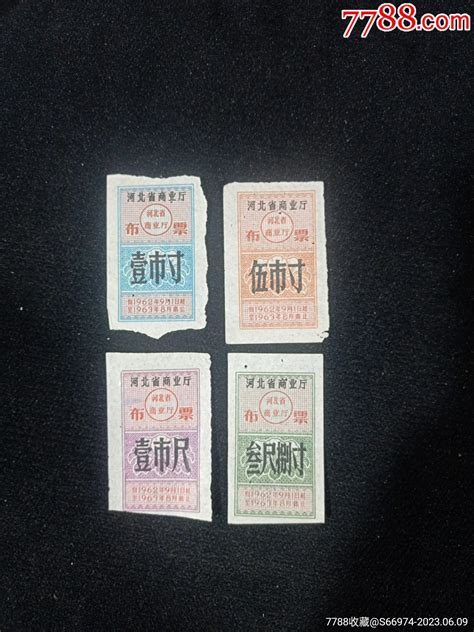 7788.com
河北省商业厅
河北省
商业厅
布 票
壹市寸
自1962年9月1日起
至1963年8月截止
河北省商业厅
河北省
商业厅
布 票
伍市寸
自1962年9月1日起
至1963年8月截止
河北省商业厅
河北省
商业厅
布 票
壹市尺
自1962年9月1日起
至1963年8月截止
河北省商业厅
河北省
商业厅
布 票
叁尺捌寸
自1962年9月1日起
至1963年8月截止
7788收藏@S66974-2023.06.09